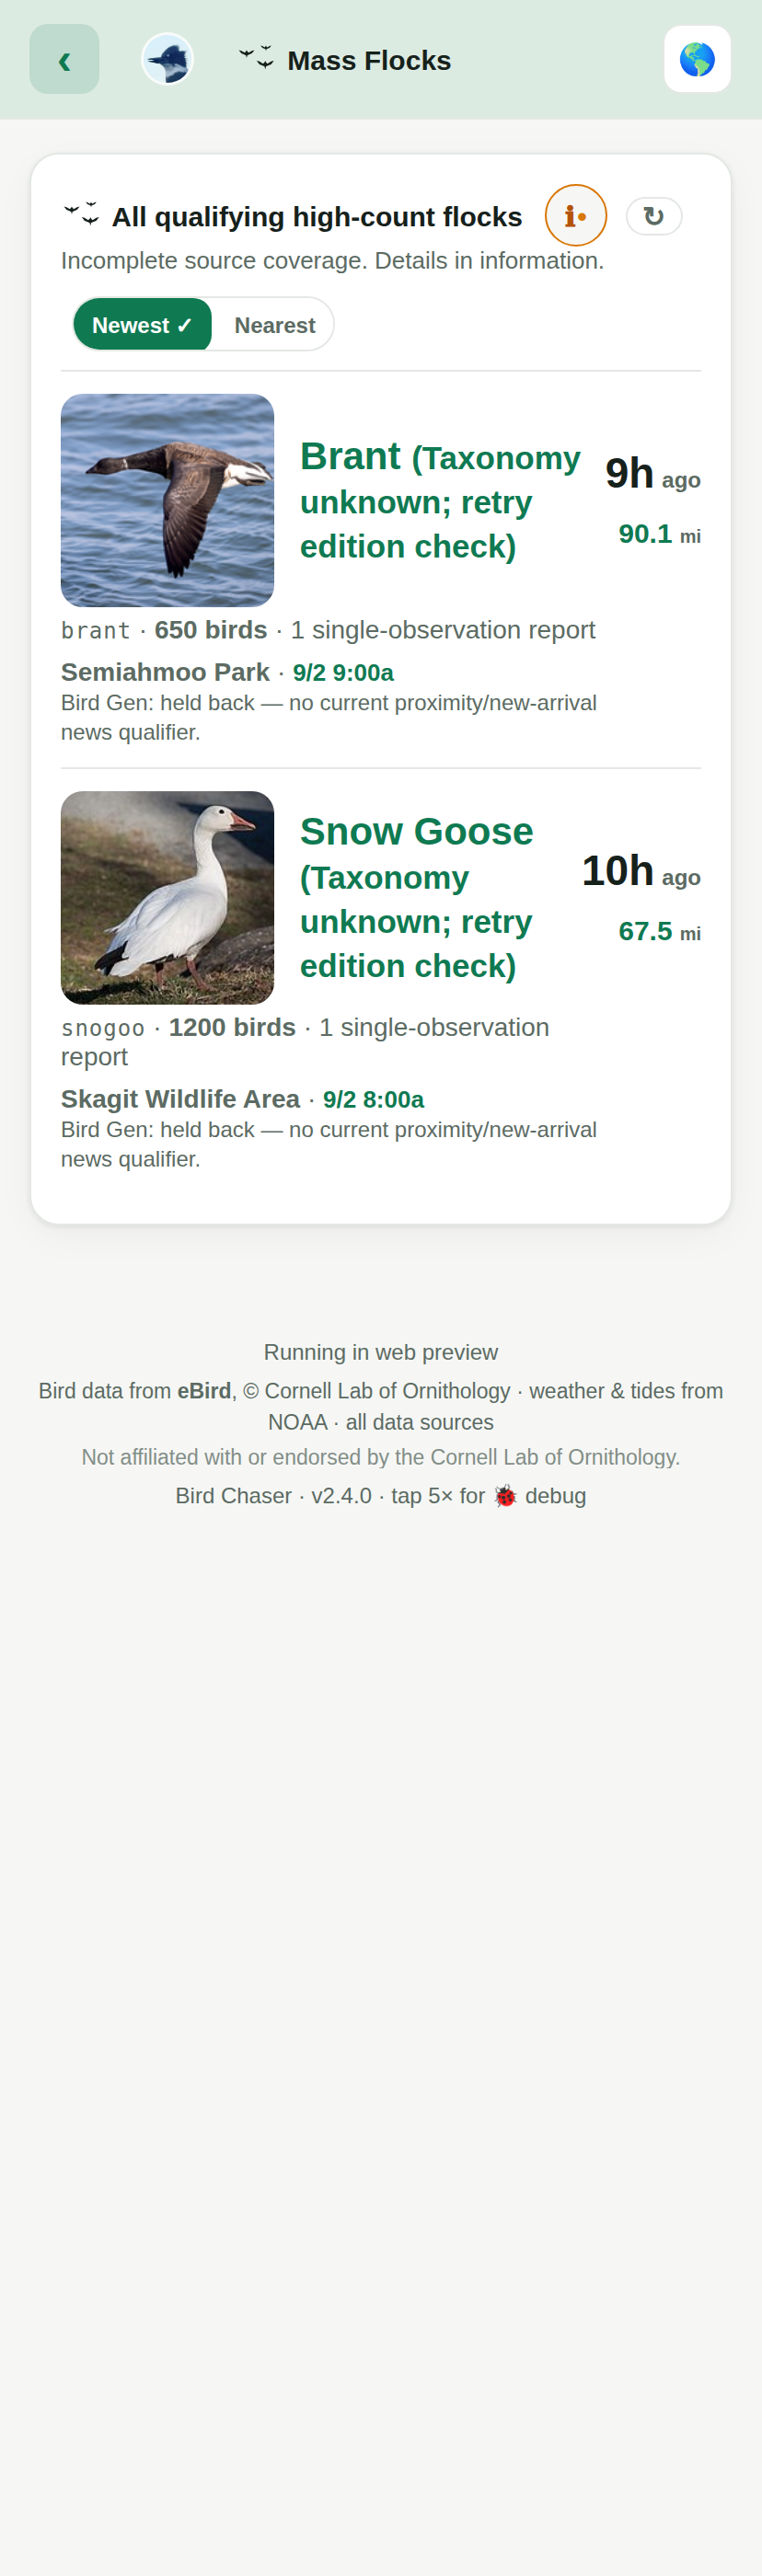 ‹ Mass Flocks 🌎
All qualifying high-count flocks ℹ• ↻
Incomplete source coverage. Details in information.
Newest ✓ Nearest
Brant (Taxonomy
unknown; retry
edition check)
9h ago
90.1 mi
brant · 650 birds · 1 single-observation report
Semiahmoo Park · 9/2 9:00a
Bird Gen: held back — no current proximity/new-arrival
news qualifier.
Snow Goose
(Taxonomy
unknown; retry
edition check)
10h ago
67.5 mi
snogoo · 1200 birds · 1 single-observation
report
Skagit Wildlife Area · 9/2 8:00a
Bird Gen: held back — no current proximity/new-arrival
news qualifier.
Running in web preview
Bird data from eBird, © Cornell Lab of Ornithology · weather & tides from
NOAA · all data sources
Not affiliated with or endorsed by the Cornell Lab of Ornithology.
Bird Chaser · v2.4.0 · tap 5× for 🐞 debug